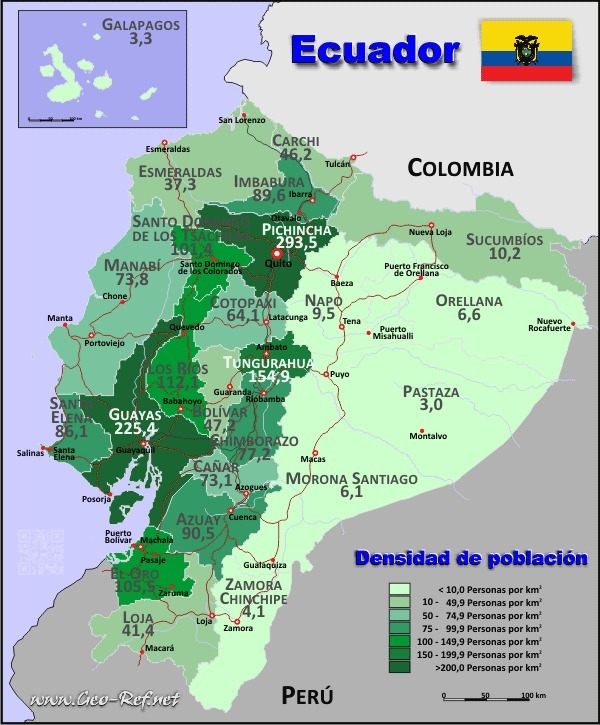 GALAPAGOS
3,3
Ecuador
COLOMBIA
San Lorenzo
Esmeraldas
CARCHI
46,2
Tulcán
ESMERALDAS
37,3
IMBABURA
89,6
Ibarra
Otavalo
SANTO DOMINGO
DE LOS TSACH
101,4
PICHINCHA
293,5
Quito
Nueva Loja
SUCUMBÍOS
10,2
Santo Domingo
de los Colorados
MANABÍ
73,8
Chone
Baeza
Puerto Francisco
de Orellana
COTOPAXI
64,1
Latacunga
NAPO
9,5
Tena
ORELLANA
6,6
Nuevo
Rocafuerte
Puerto
Misahualli
Manta
Portoviejo
Quevedo
Ambato
TUNGURAHUA
154,9
Puyo
LOS RÍOS
112,1
Babahoyo
Guaranda
Riobamba
PASTAZA
3,0
Montalvo
SANTA
ELENA
86,1
GUAYAS
225,4
Guayaquil
BOLÍVAR
47,2
CHIMBORAZO
77,2
Salinas
Santa
Elena
Macas
CAÑAR
73,1
MORONA SANTIAGO
6,1
Posorja
Azogues
Cuenca
AZUAY
90,5
Puerto
Bolívar
Machala
Pasaje
EL ORO
105,5
Zaruma
Gualaquiza
ZAMORA
CHINCHIPE
4,1
LOJA
41,4
Loja
Zamora
Macará
Densidad de población
< 10,0 Personas por km²
10 - 49,9 Personas por km²
50 - 74,9 Personas por km²
75 - 99,9 Personas por km²
100 - 149,9 Personas por km²
150 - 199,9 Personas por km²
>200,0 Personas por km²
0 50 100 km
PERÚ
www.Geo-Ref.net